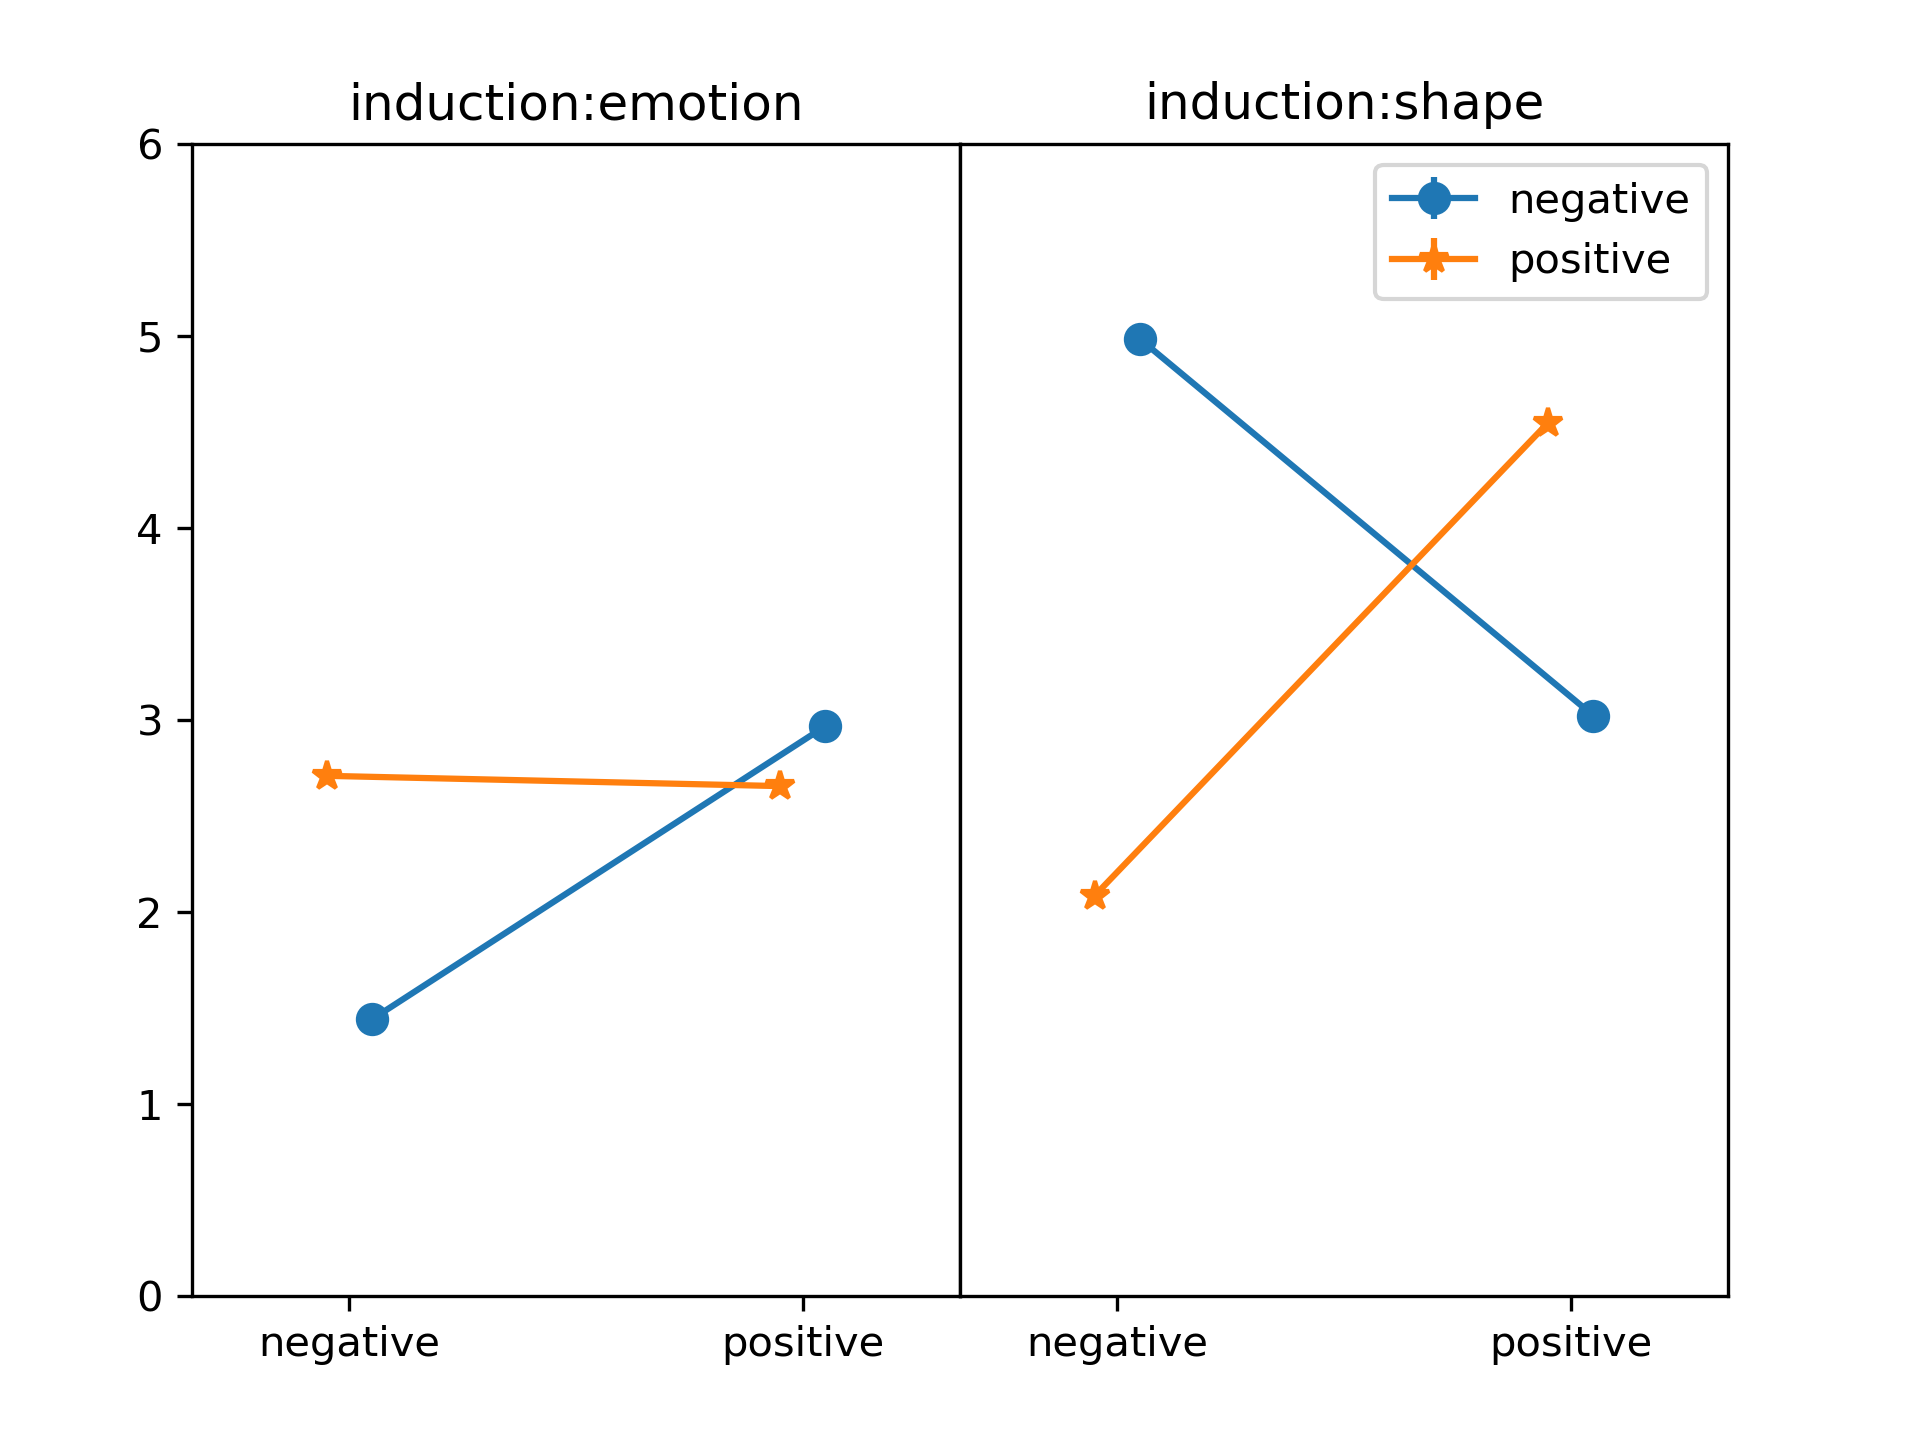 induction:emotion
induction:shape
6
5
4
3
2
1
0
negative
positive
negative
positive
negative
positive